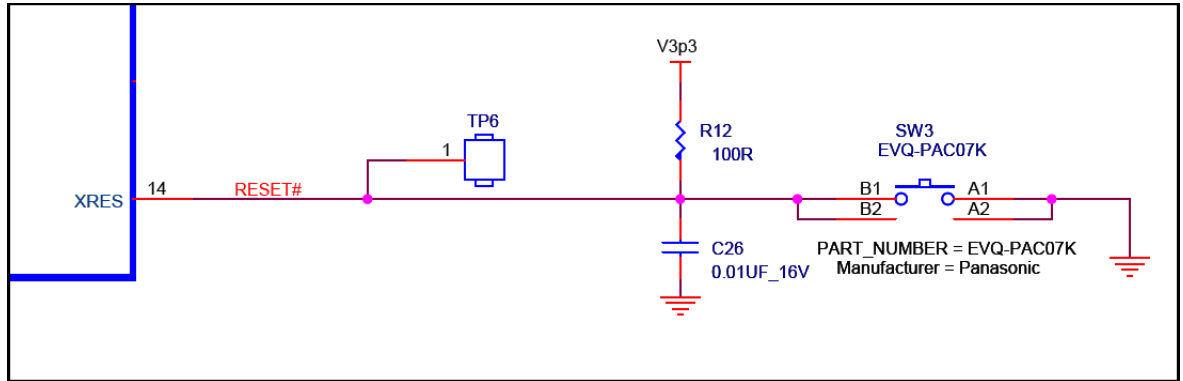 V3p3
TP6
1
R12
100R
SW3
EVQ-PAC07K
XRES
14
RESET#
B1
A1
B2
A2
C26
0.01UF_16V
PART_NUMBER = EVQ-PAC07K
Manufacturer = Panasonic